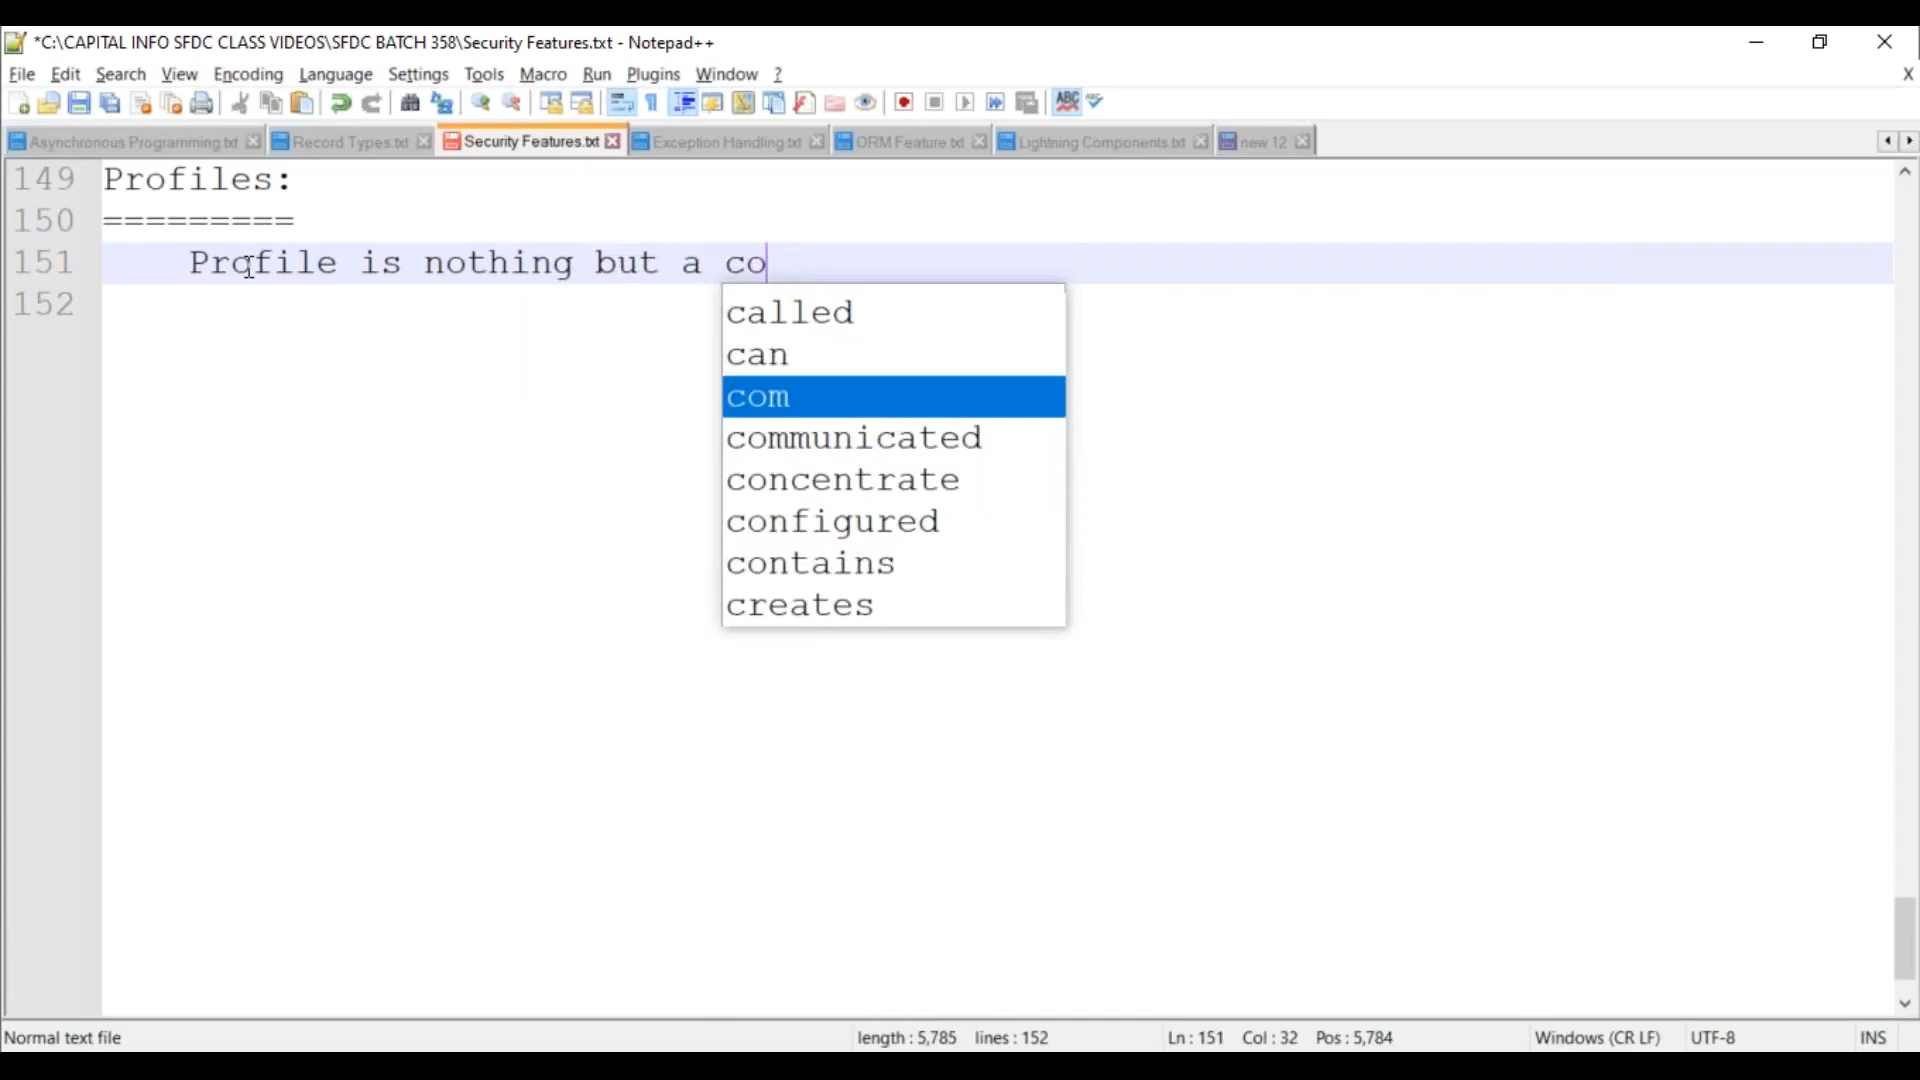 *C:\CAPITAL INFO SFDC CLASS VIDEOS\SFDC BATCH 358\Security Features.txt - Notepad++
File Edit Search View Encoding Language Settings Tools Macro Run Plugins Window ?
X
ABC
Asynchronous Programming.txt Record Types.txt Security Features.txt Exception Handling.txt ORM Feature.txt Lightning Components.txt new 12
149 Profiles:
150 =========
151 Profile is nothing but a co
152
called
can
com
communicated
concentrate
configured
contains
creates
Normal text file length : 5,785 lines : 152 Ln : 151 Col : 32 Pos : 5,784 Windows (CR LF) UTF-8 INS